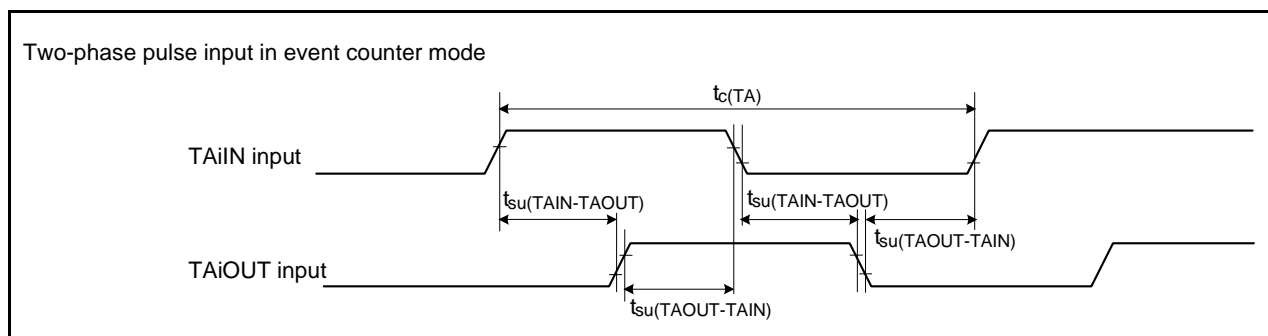 Two-phase pulse input in event counter mode
tc(TA)
TAiIN input
tsu(TAIN-TAOUT)
tsu(TAIN-TAOUT)
tsu(TAOUT-TAIN)
TAiOUT input
tsu(TAOUT-TAIN)